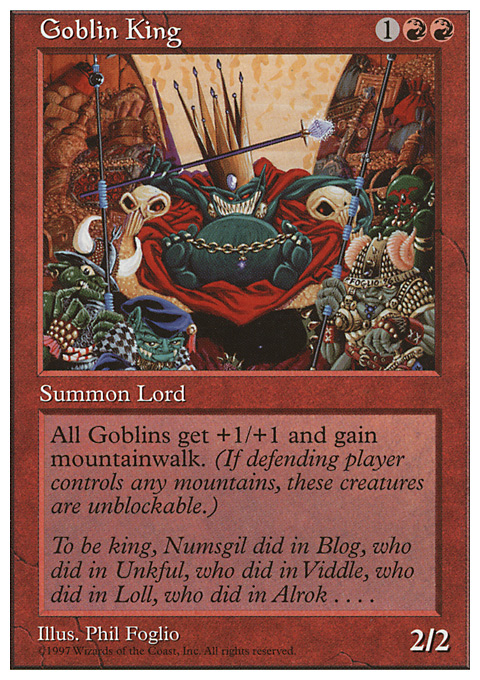 Goblin King 1
FOGLIO
Summon Lord
All Goblins get +1/+1 and gain
mountainwalk. (If defending player
controls any mountains, these creatures
are unblockable.)
To be king, Numsgil did in Blog, who
did in Unkful, who did in Viddle, who
did in Loll, who did in Alrok . . . .
Illus. Phil Foglio
©1997 Wizards of the Coast, Inc. All rights reserved.
2/2